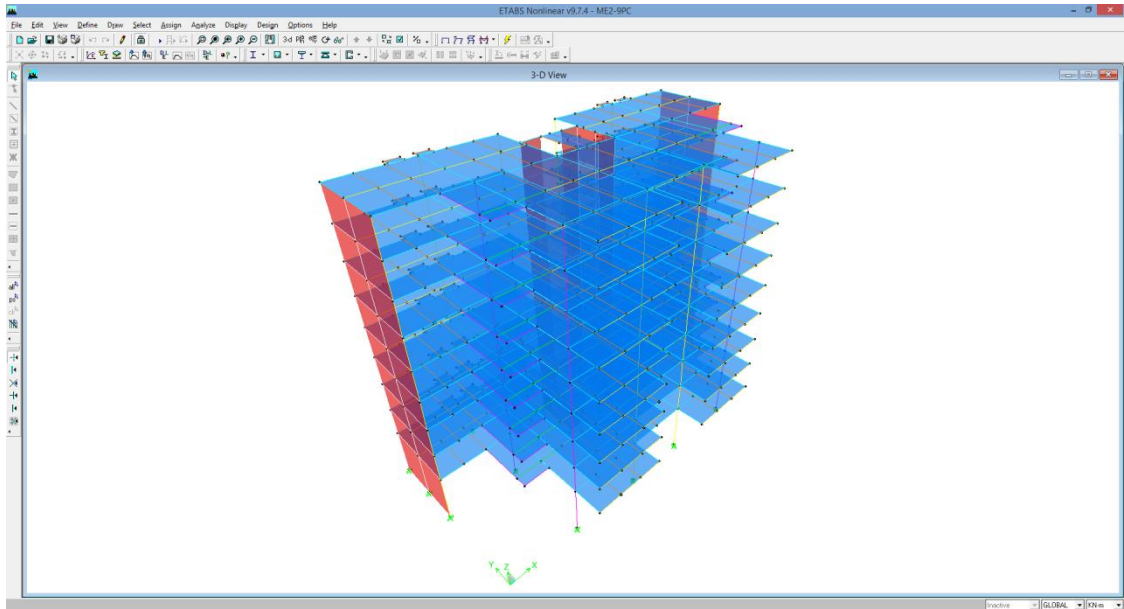 ETABS Nonlinear v9.7.4 - ME2-9PC
File Edit View Define Draw Select Assign Analyze Display Design Options Help
3-d
3-D View
Y Z X
Inactive GLOBAL KN-m